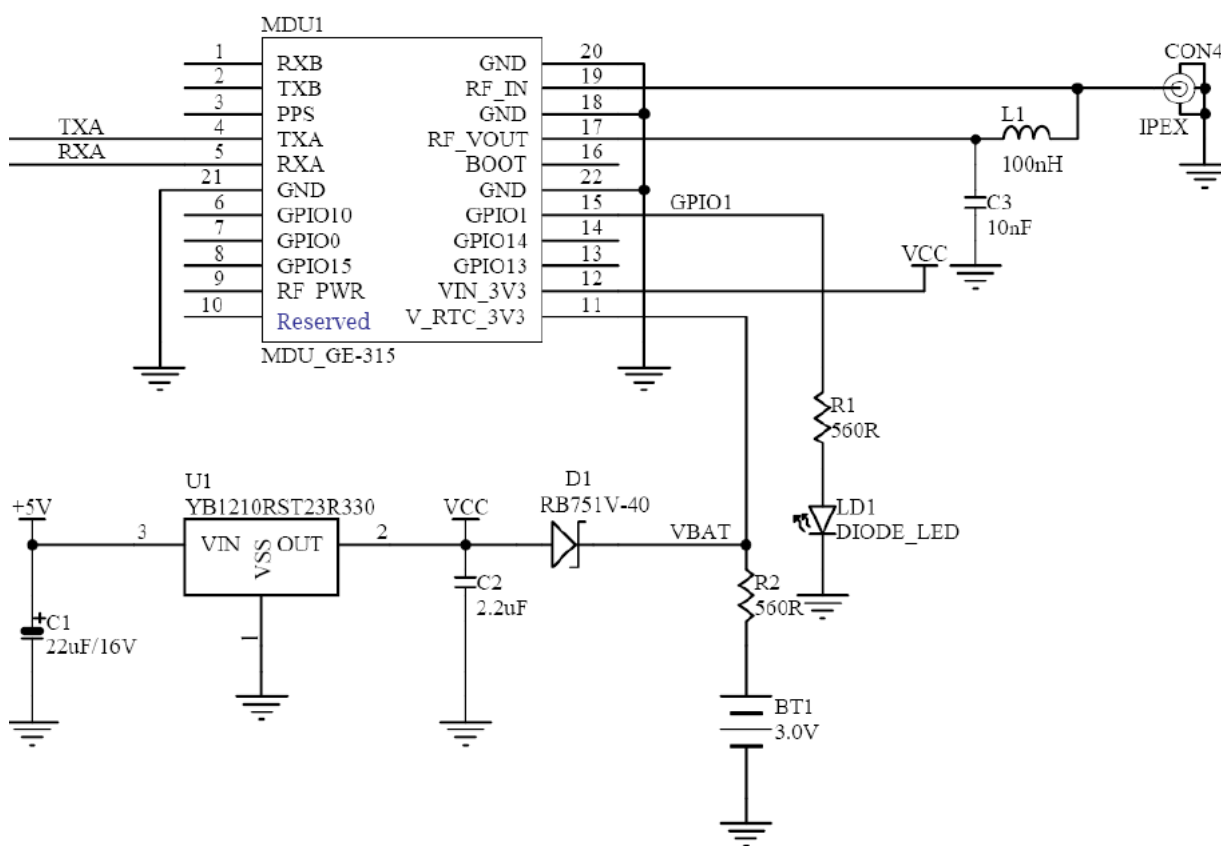 MDU1
1 RXB GND 20
2 TXB RF_IN 19
3 PPS GND 18
TXA 4 TXA RF_VOUT 17
RXA 5 RXA BOOT 16
21 GND GND 22
6 GPIO10 GPIO1 15 GPIO1
7 GPIO0 GPIO14 14
8 GPIO15 GPIO13 13
9 RF_PWR VIN_3V3 12
10 Reserved V_RTC_3V3 11
MDU_GE-315
CON4
IPEX
L1
100nH
C3
10nF
VCC
R1
560R
LD1
DIODE_LED
U1
YB1210RST23R330
+5V
3 VIN VSS OUT 2
1
C1
+
22uF/16V
VCC
C2
2.2uF
D1
RB751V-40
VBAT
R2
560R
BT1
3.0V